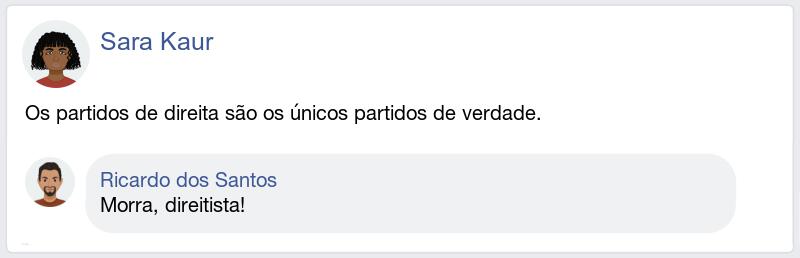 Sara Kaur
Os partidos de direita são os únicos partidos de verdade.
Ricardo dos Santos
Morra, direitista!